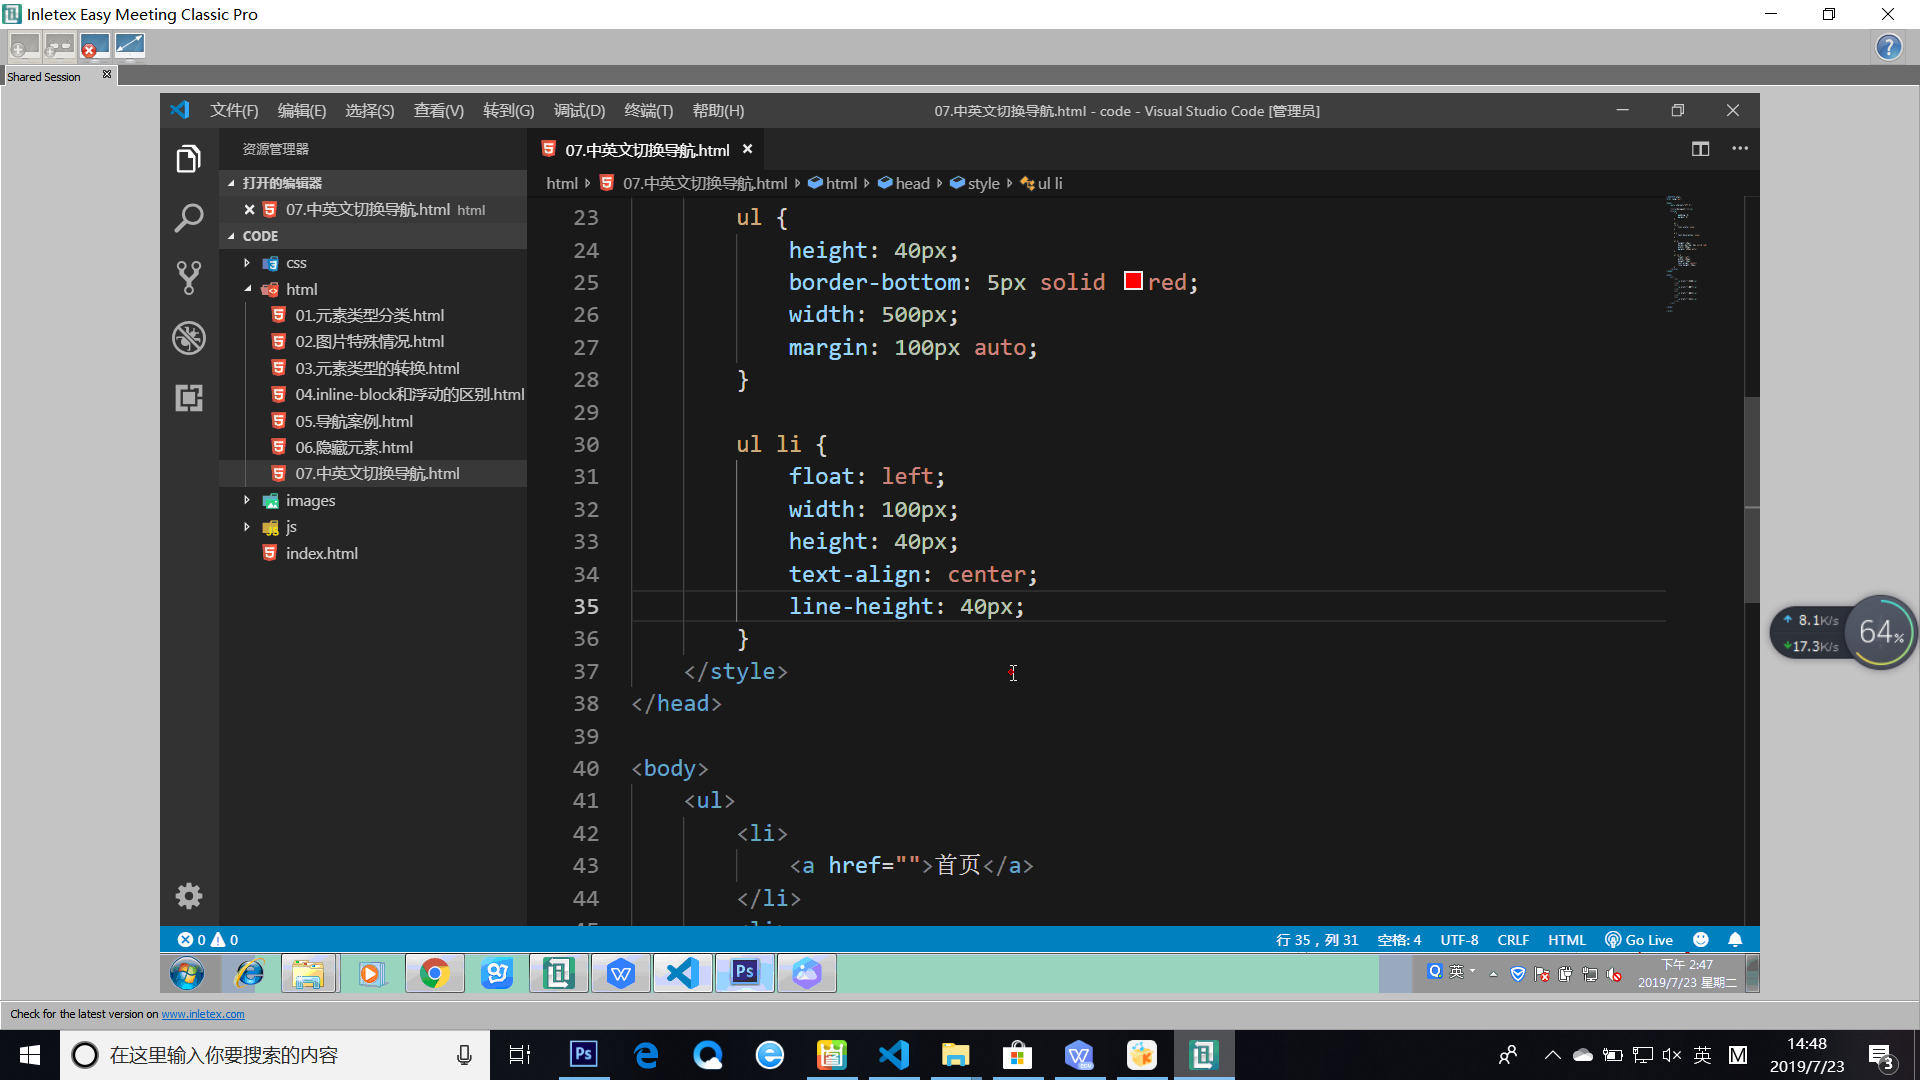 Inletex Easy Meeting Classic Pro
Shared Session
文件(F) 编辑(E) 选择(S) 查看(V) 转到(G) 调试(D) 终端(T) 帮助(H)
07.中英文切换导航.html - code - Visual Studio Code [管理员]
资源管理器
打开的编辑器
07.中英文切换导航.html html
CODE
css
html
01.元素类型分类.html
02.图片特殊情况.html
03.元素类型的转换.html
04.inline-block和浮动的区别.html
05.导航案例.html
06.隐藏元素.html
07.中英文切换导航.html
images
js
index.html
07.中英文切换导航.html
html 07.中英文切换导航.html html head style ul li
23 ul {
24 height: 40px;
25 border-bottom: 5px solid red;
26 width: 500px;
27 margin: 100px auto;
28 }
29
30 ul li {
31 float: left;
32 width: 100px;
33 height: 40px;
34 text-align: center;
35 line-height: 40px;
36 }
37 </style>
38 </head>
39
40 <body>
41 <ul>
42 <li>
43 <a href="">首页</a>
44 </li>
8.1K/s
17.3K/s
64%
0 0
行 35，列 31 空格: 4 UTF-8 CRLF HTML Go Live
英
下午 2:47
2019/7/23 星期二
Check for the latest version on www.inletex.com
在这里输入你要搜索的内容
英 M
14:48
2019/7/23
3